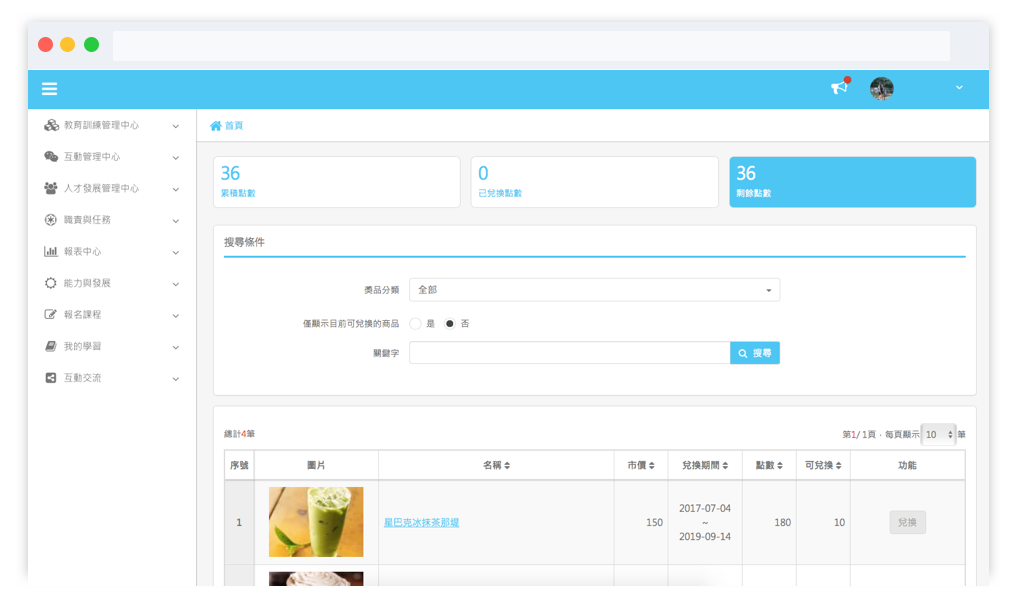 教育訓練管理中心
互動管理中心
人才發展管理中心
職責與任務
報表中心
能力與發展
報名課程
我的學習
互動交流
首頁
36
累積點數
0
已兌換點數
36
剩餘點數
搜尋條件
獎品分類 全部
僅顯示目前可兌換的商品 是 否
關鍵字 搜尋
總計4筆 第1/1頁 · 每頁顯示 10 筆
序號 圖片 名稱 市價 兌換期間 點數 可兌換 功能
1 星巴克冰抹茶那堤 150 2017-07-04 ~ 2019-09-14 180 10 兌換